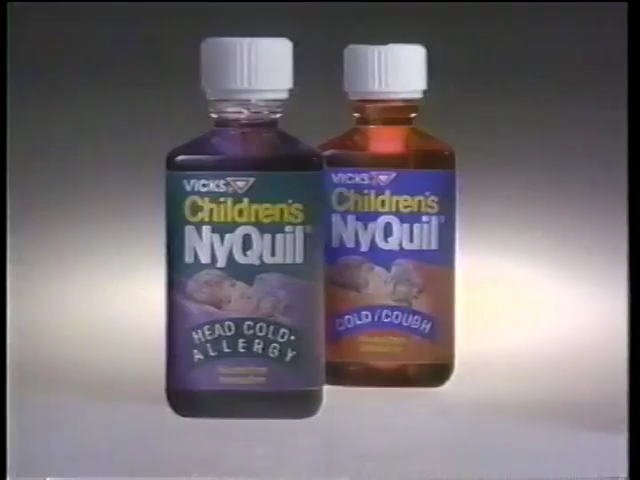 VICKS
Children's
NyQuil
HEAD COLD·
ALLERGY
VICKS
Children's
NyQuil
COLD/COUGH